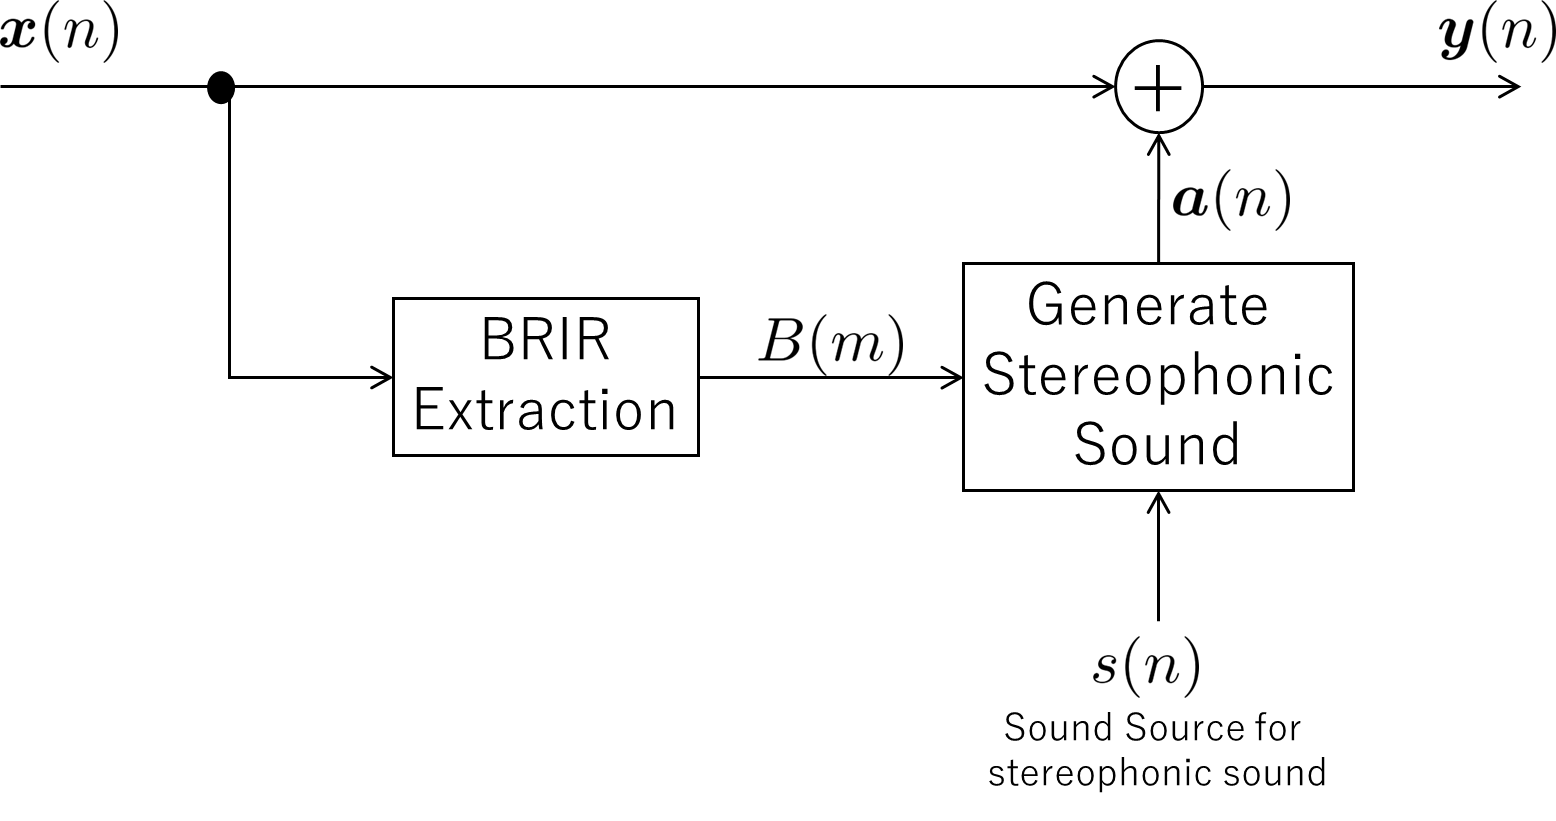 x(n)
y(n)
+
a(n)
BRIR
Extraction
B(m)
Generate
Stereophonic
Sound
s(n)
Sound Source for
stereophonic sound